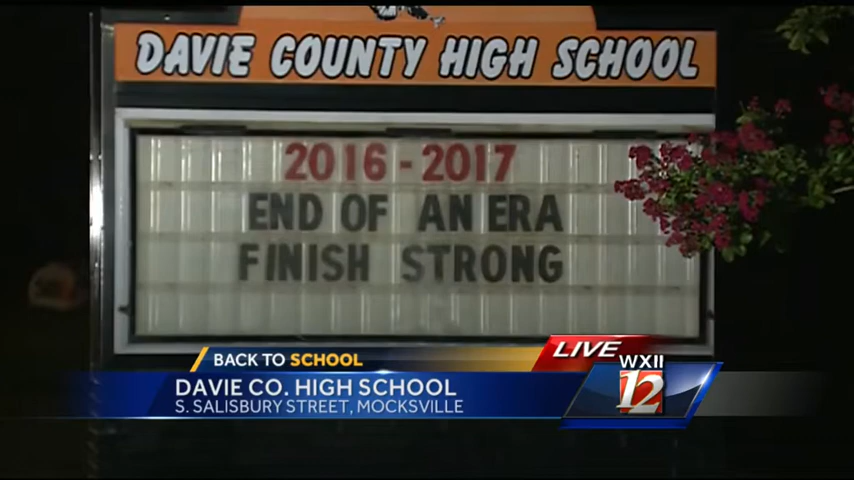 DAVIE COUNTY HIGH SCHOOL
2016-2017
END OF AN ERA
FINISH STRONG
BACK TO SCHOOL
LIVE
DAVIE CO. HIGH SCHOOL
S. SALISBURY STREET, MOCKSVILLE
WXII
12